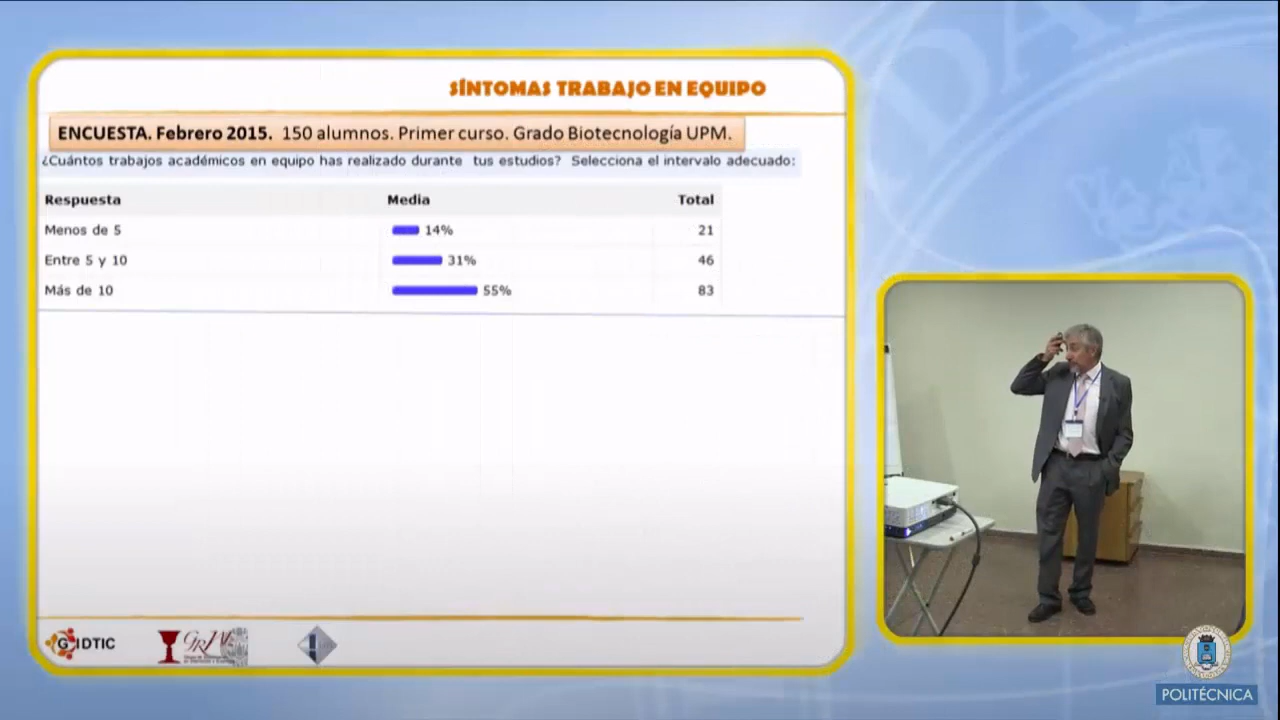 SÍNTOMAS TRABAJO EN EQUIPO
ENCUESTA. Febrero 2015. 150 alumnos. Primer curso. Grado Biotecnología UPM.
¿Cuántos trabajos académicos en equipo has realizado durante tus estudios? Selecciona el intervalo adecuado:
Respuesta Media Total
Menos de 5 14% 21
Entre 5 y 10 31% 46
Más de 10 55% 83
GIDTIC
GRIAL
POLITÉCNICA